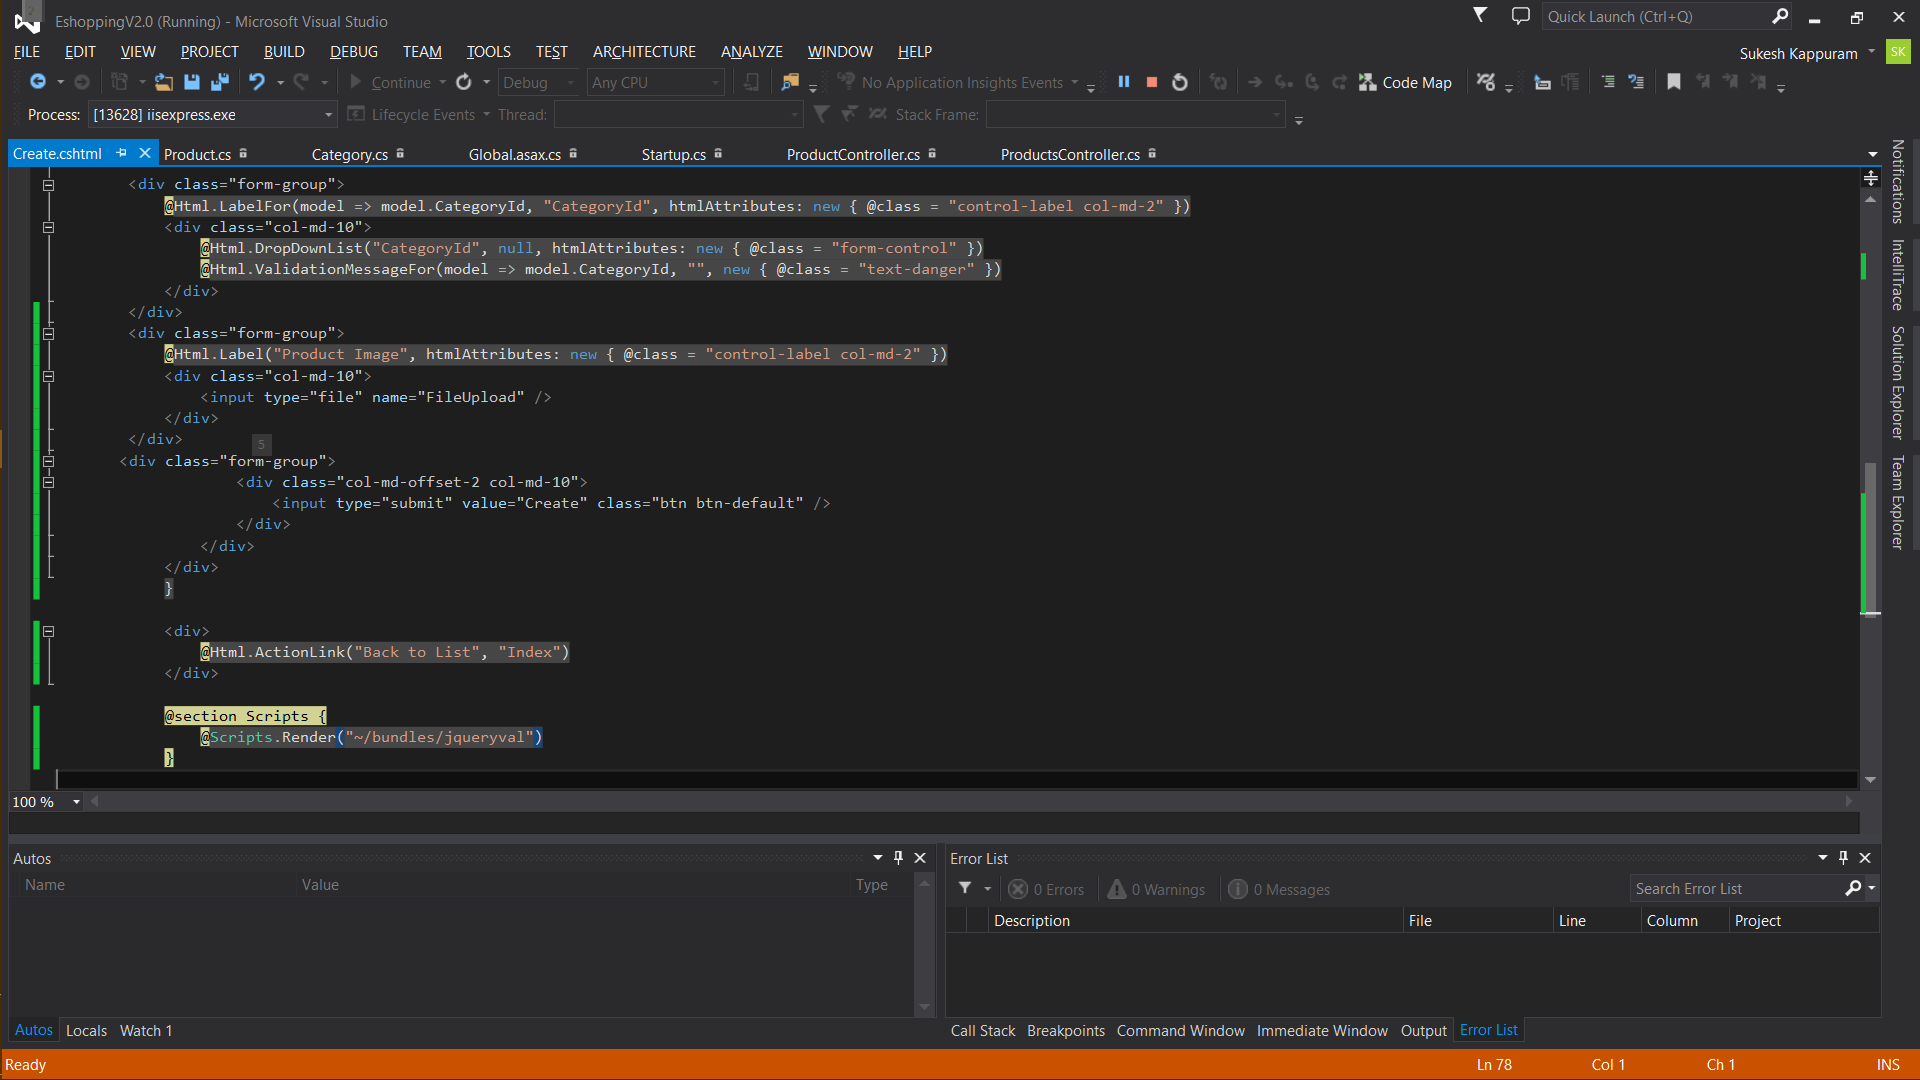 EshoppingV2.0 (Running) - Microsoft Visual Studio
Quick Launch (Ctrl+Q)
FILE EDIT VIEW PROJECT BUILD DEBUG TEAM TOOLS TEST ARCHITECTURE ANALYZE WINDOW HELP
Sukesh Kappuram SK
Continue Debug Any CPU No Application Insights Events Code Map
Process: [13628] iisexpress.exe Lifecycle Events Thread: Stack Frame:
Create.cshtml Product.cs Category.cs Global.asax.cs Startup.cs ProductController.cs ProductsController.cs
<div class="form-group">
@Html.LabelFor(model => model.CategoryId, "CategoryId", htmlAttributes: new { @class = "control-label col-md-2" })
<div class="col-md-10">
@Html.DropDownList("CategoryId", null, htmlAttributes: new { @class = "form-control" })
@Html.ValidationMessageFor(model => model.CategoryId, "", new { @class = "text-danger" })
</div>
</div>
<div class="form-group">
@Html.Label("Product Image", htmlAttributes: new { @class = "control-label col-md-2" })
<div class="col-md-10">
<input type="file" name="FileUpload" />
</div>
</div>
5
<div class="form-group">
<div class="col-md-offset-2 col-md-10">
<input type="submit" value="Create" class="btn btn-default" />
</div>
</div>
</div>
}
<div>
@Html.ActionLink("Back to List", "Index")
</div>
@section Scripts {
@Scripts.Render("~/bundles/jqueryval")
}
100 %
Notifications
IntelliTrace
Solution Explorer
Team Explorer
Autos
Name Value Type
Autos Locals Watch 1
Error List
0 Errors 0 Warnings 0 Messages Search Error List
Description File Line Column Project
Call Stack Breakpoints Command Window Immediate Window Output Error List
Ready Ln 78 Col 1 Ch 1 INS